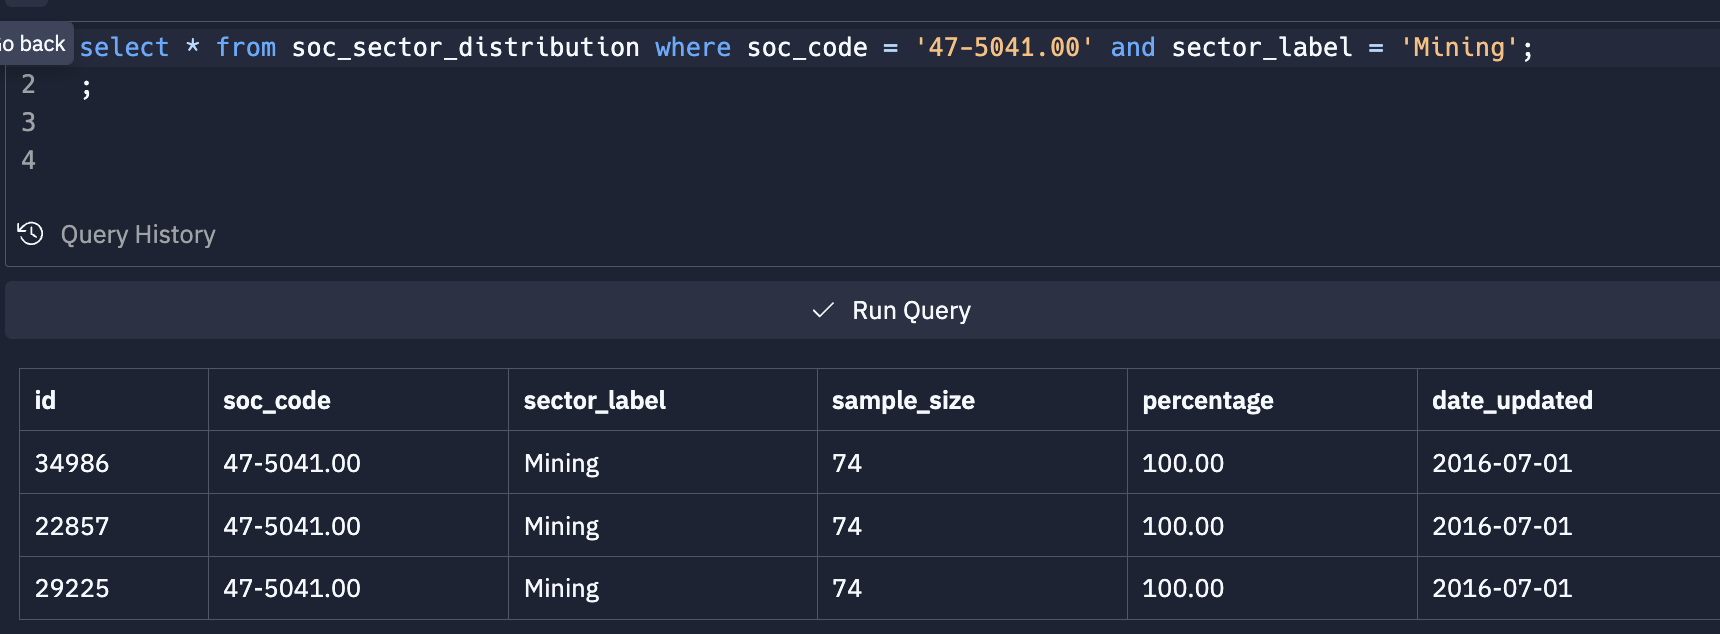 Go back select * from soc_sector_distribution where soc_code = '47-5041.00' and sector_label = 'Mining';
2 ;
3
4
Query History
Run Query
id soc_code sector_label sample_size percentage date_updated
34986 47-5041.00 Mining 74 100.00 2016-07-01
22857 47-5041.00 Mining 74 100.00 2016-07-01
29225 47-5041.00 Mining 74 100.00 2016-07-01